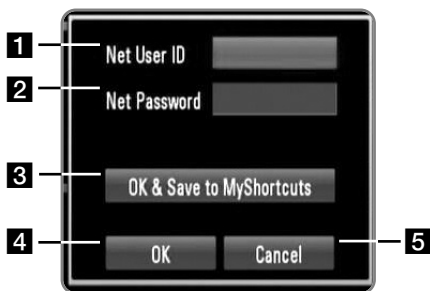 1 Net User ID
2 Net Password
3 OK & Save to MyShortcuts
4 OK Cancel 5